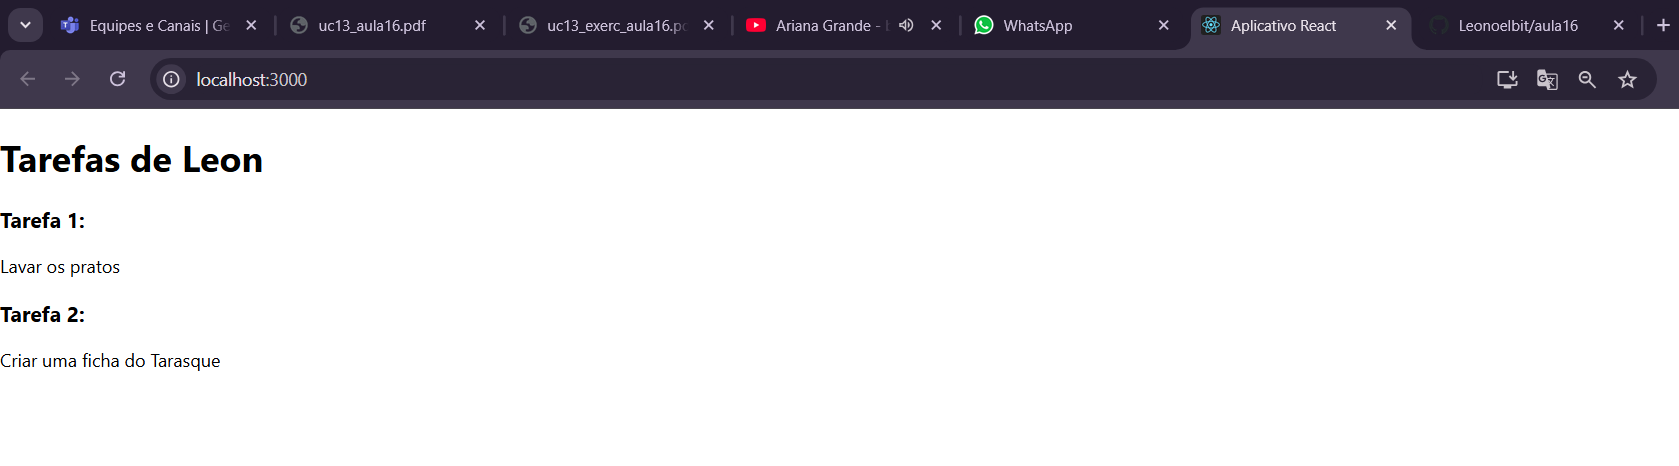 Equipes e Canais | Ge
uc13_aula16.pdf
uc13_exerc_aula16.pd
Ariana Grande - b
WhatsApp
Aplicativo React
Leonoelbit/aula16
localhost:3000
Tarefas de Leon
Tarefa 1:
Lavar os pratos
Tarefa 2:
Criar uma ficha do Tarasque